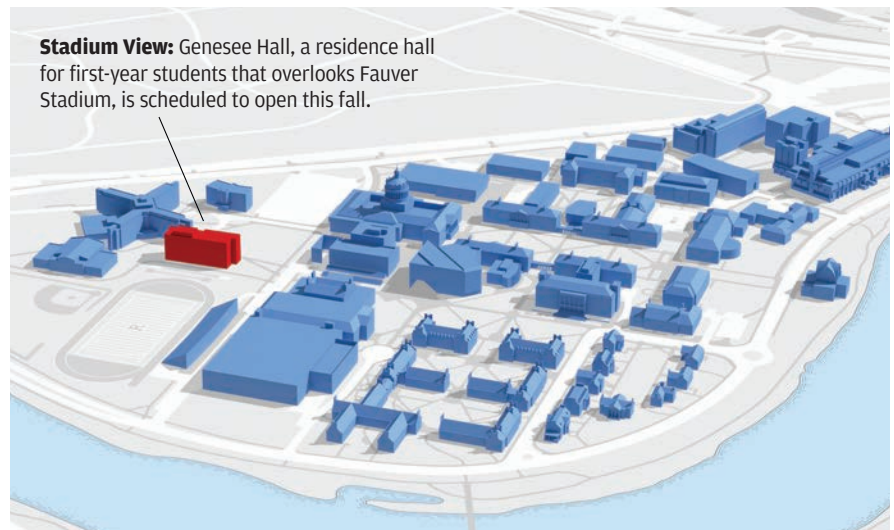 Stadium View: Genesee Hall, a residence hall
for first-year students that overlooks Fauver
Stadium, is scheduled to open this fall.